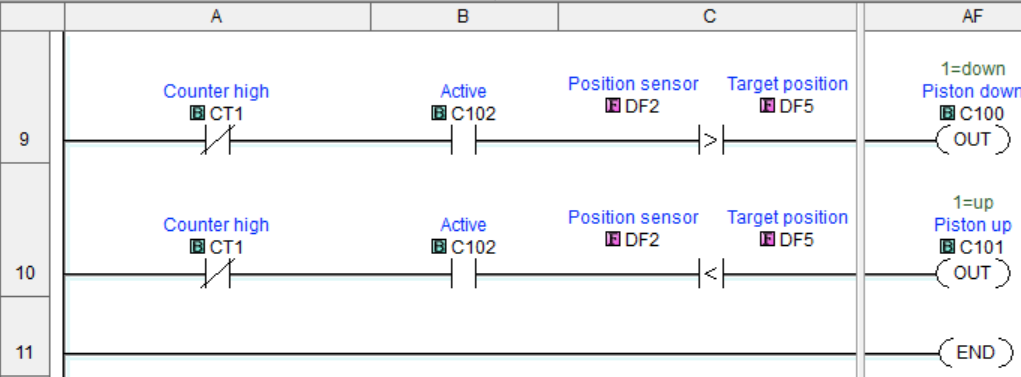 A B C AF
1=down
Counter high Active Position sensor Target position Piston down
B CT1 B C102 F DF2 F DF5 B C100
9 > OUT
1=up
Counter high Active Position sensor Target position Piston up
B CT1 B C102 F DF2 F DF5 B C101
10 < OUT
11 END